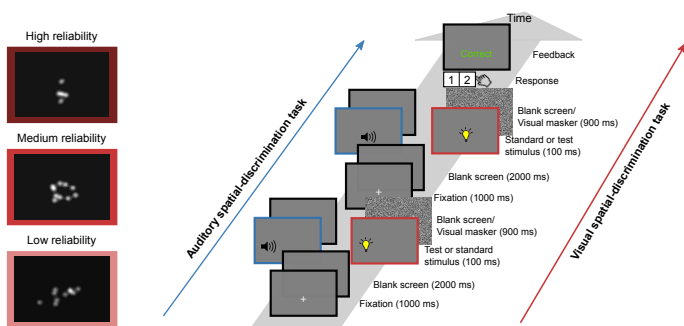 High reliability
Medium reliability
Low reliability
Auditory spatial-discrimination task
Time
Correct
Feedback
1 2
Response
Blank screen/
Visual masker (900 ms)
Standard or test
stimulus (100 ms)
Blank screen (2000 ms)
Fixation (1000 ms)
Blank screen/
Visual masker (900 ms)
Test or standard
stimulus (100 ms)
Blank screen (2000 ms)
Fixation (1000 ms)
Visual spatial-discrimination task